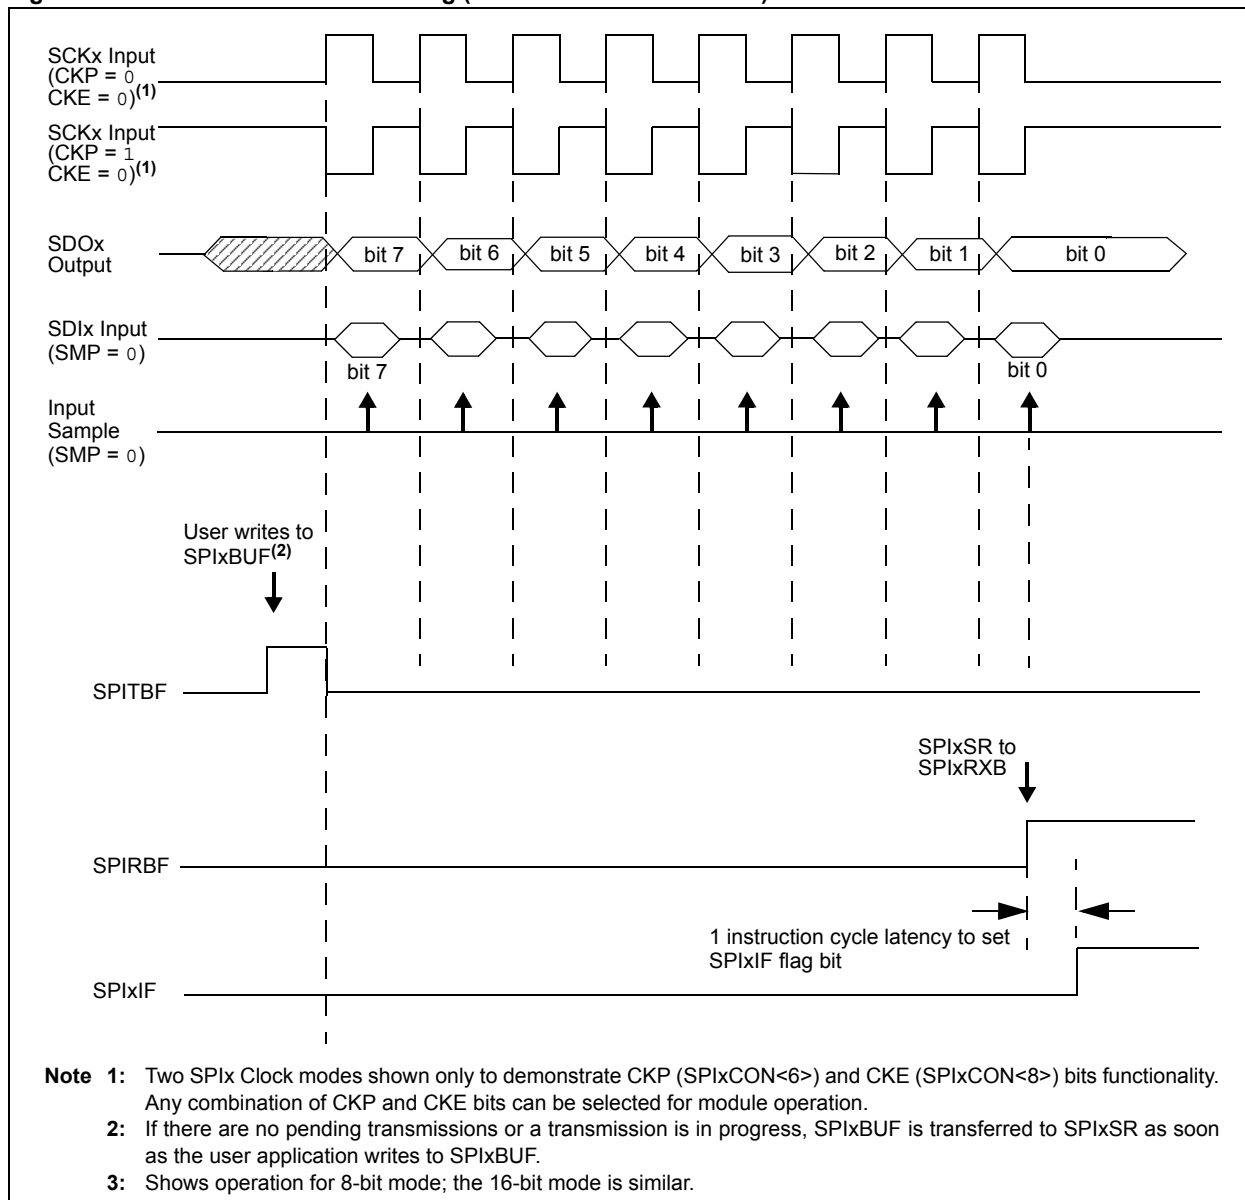 SCKx Input
(CKP = 0
CKE = 0)(1)
SCKx Input
(CKP = 1
CKE = 0)(1)
SDOx
Output
bit 7
bit 6
bit 5
bit 4
bit 3
bit 2
bit 1
bit 0
SDIx Input
(SMP = 0)
bit 7
bit 0
Input
Sample
(SMP = 0)
User writes to
SPIxBUF(2)
SPITBF
SPIxSR to
SPIxRXB
SPIRBF
1 instruction cycle latency to set
SPIxIF flag bit
SPIxIF
Note 1: Two SPIx Clock modes shown only to demonstrate CKP (SPIxCON<6>) and CKE (SPIxCON<8>) bits functionality.
Any combination of CKP and CKE bits can be selected for module operation.
2: If there are no pending transmissions or a transmission is in progress, SPIxBUF is transferred to SPIxSR as soon
as the user application writes to SPIxBUF.
3: Shows operation for 8-bit mode; the 16-bit mode is similar.